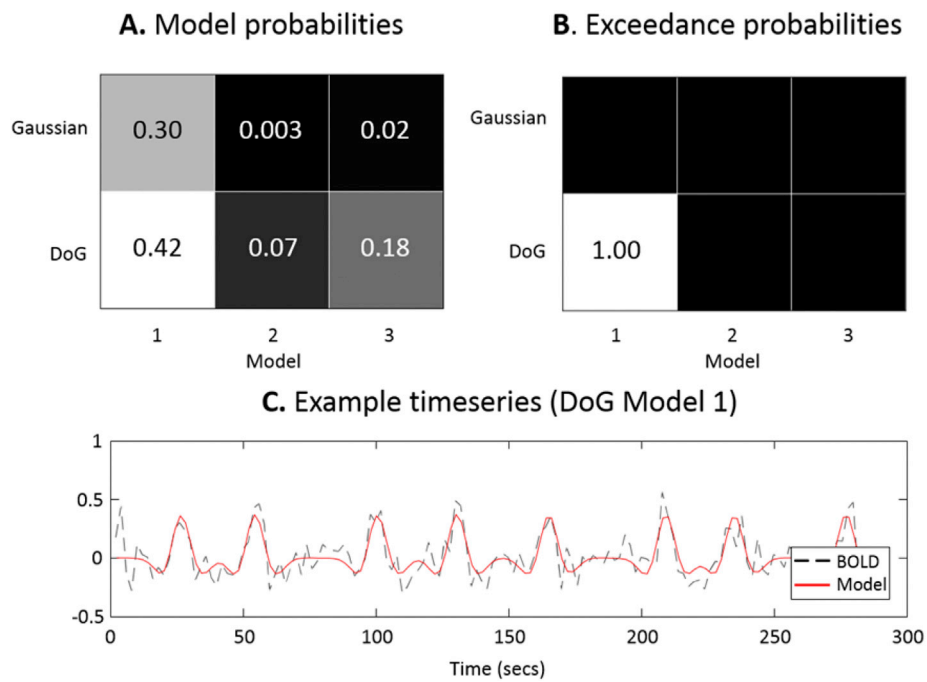 A. Model probabilities
Gaussian
0.30
0.003
0.02
DoG
0.42
0.07
0.18
1
2
3
Model
B. Exceedance probabilities
Gaussian
DoG
1.00
1
2
3
Model
C. Example timeseries (DoG Model 1)
1
0.5
0
-0.5
0
50
100
150
200
250
300
Time (secs)
BOLD
Model